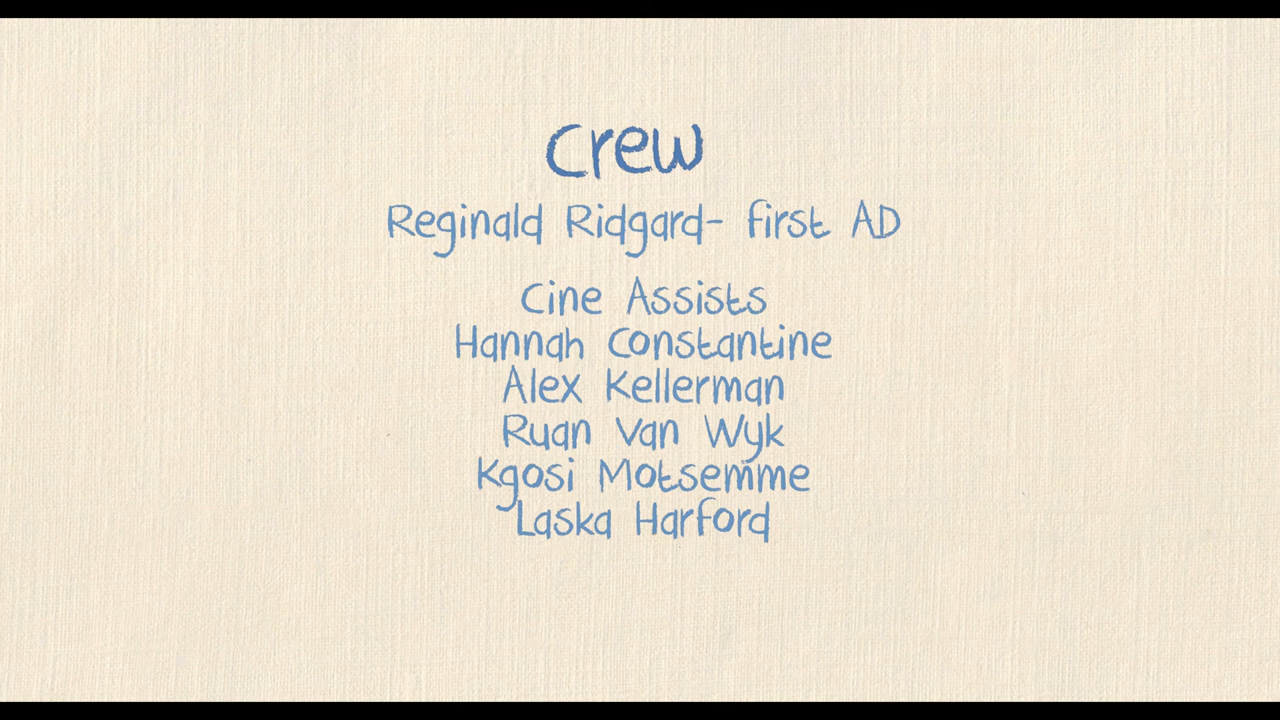 Crew
Reginald Ridgard- first AD
Cine Assists
Hannah Constantine
Alex Kellerman
Ruan Van Wyk
Kgosi Motsemme
Laska Harford